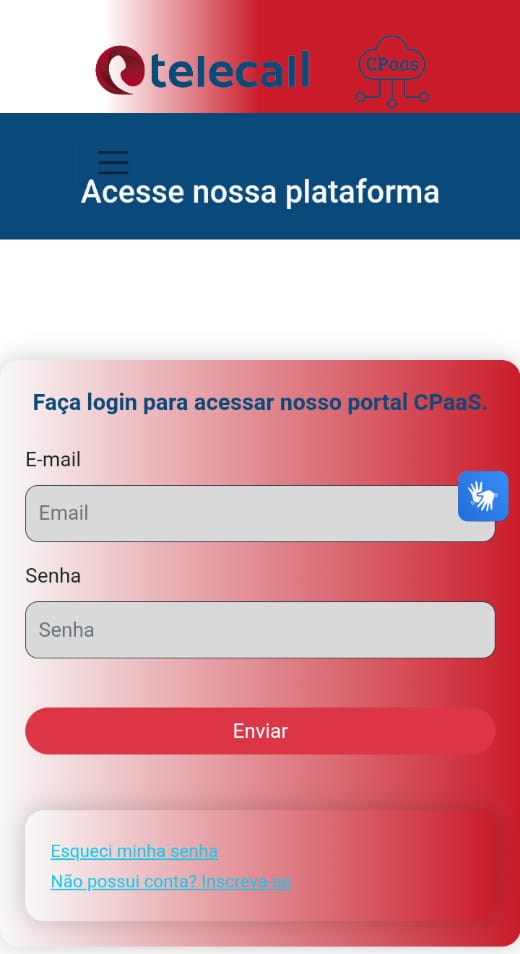 telecall
CPaas
Acesse nossa plataforma
Faça login para acessar nosso portal CPaaS.
E-mail
Email
Senha
Senha
Enviar
Esqueci minha senha
Não possui conta? Inscreva-se